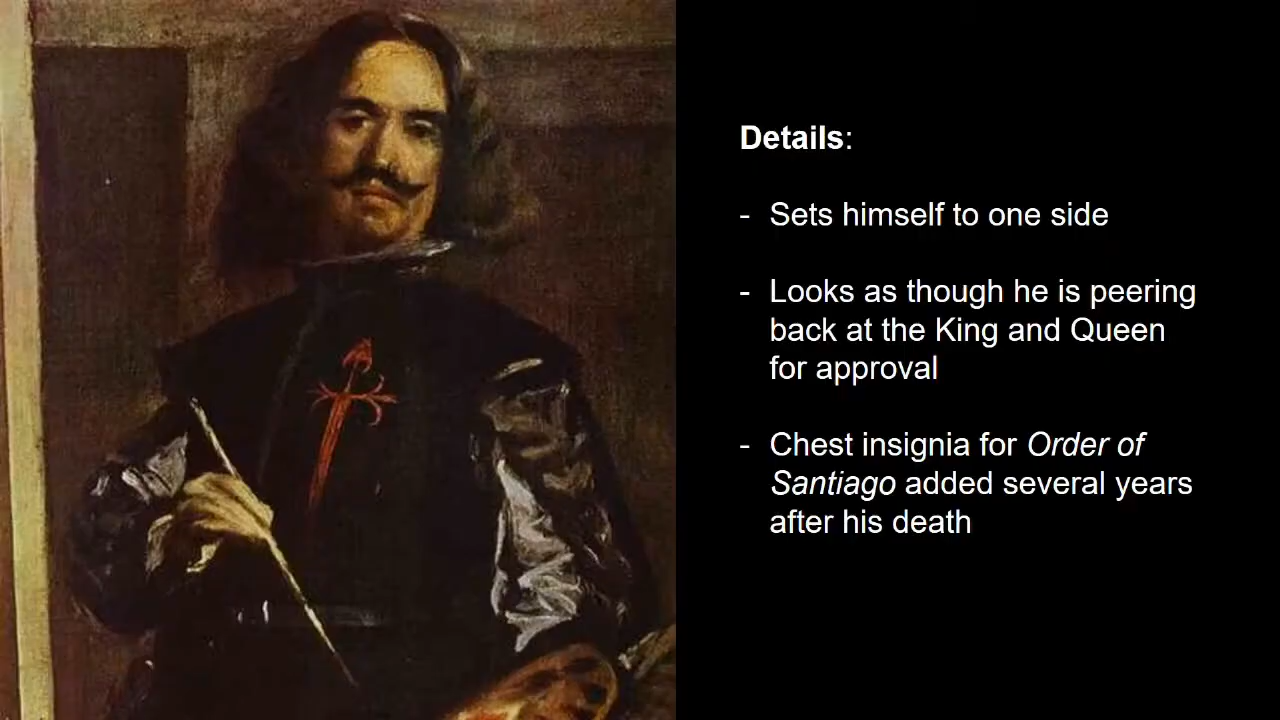 Details:
- Sets himself to one side
- Looks as though he is peering
back at the King and Queen
for approval
- Chest insignia for Order of
Santiago added several years
after his death